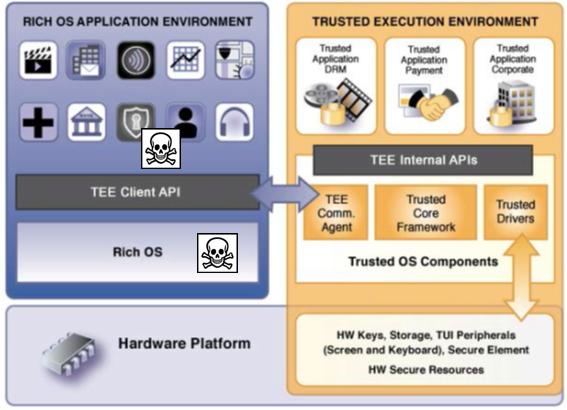 RICH OS APPLICATION ENVIRONMENT
TEE Client API
Rich OS
TRUSTED EXECUTION ENVIRONMENT
Trusted
Application
DRM
Trusted
Application
Payment
Trusted
Application
Corporate
TEE Internal APIs
TEE
Comm.
Agent
Trusted
Core
Framework
Trusted
Drivers
Trusted OS Components
Hardware Platform
HW Keys, Storage, TUI Peripherals
(Screen and Keyboard), Secure Element
HW Secure Resources